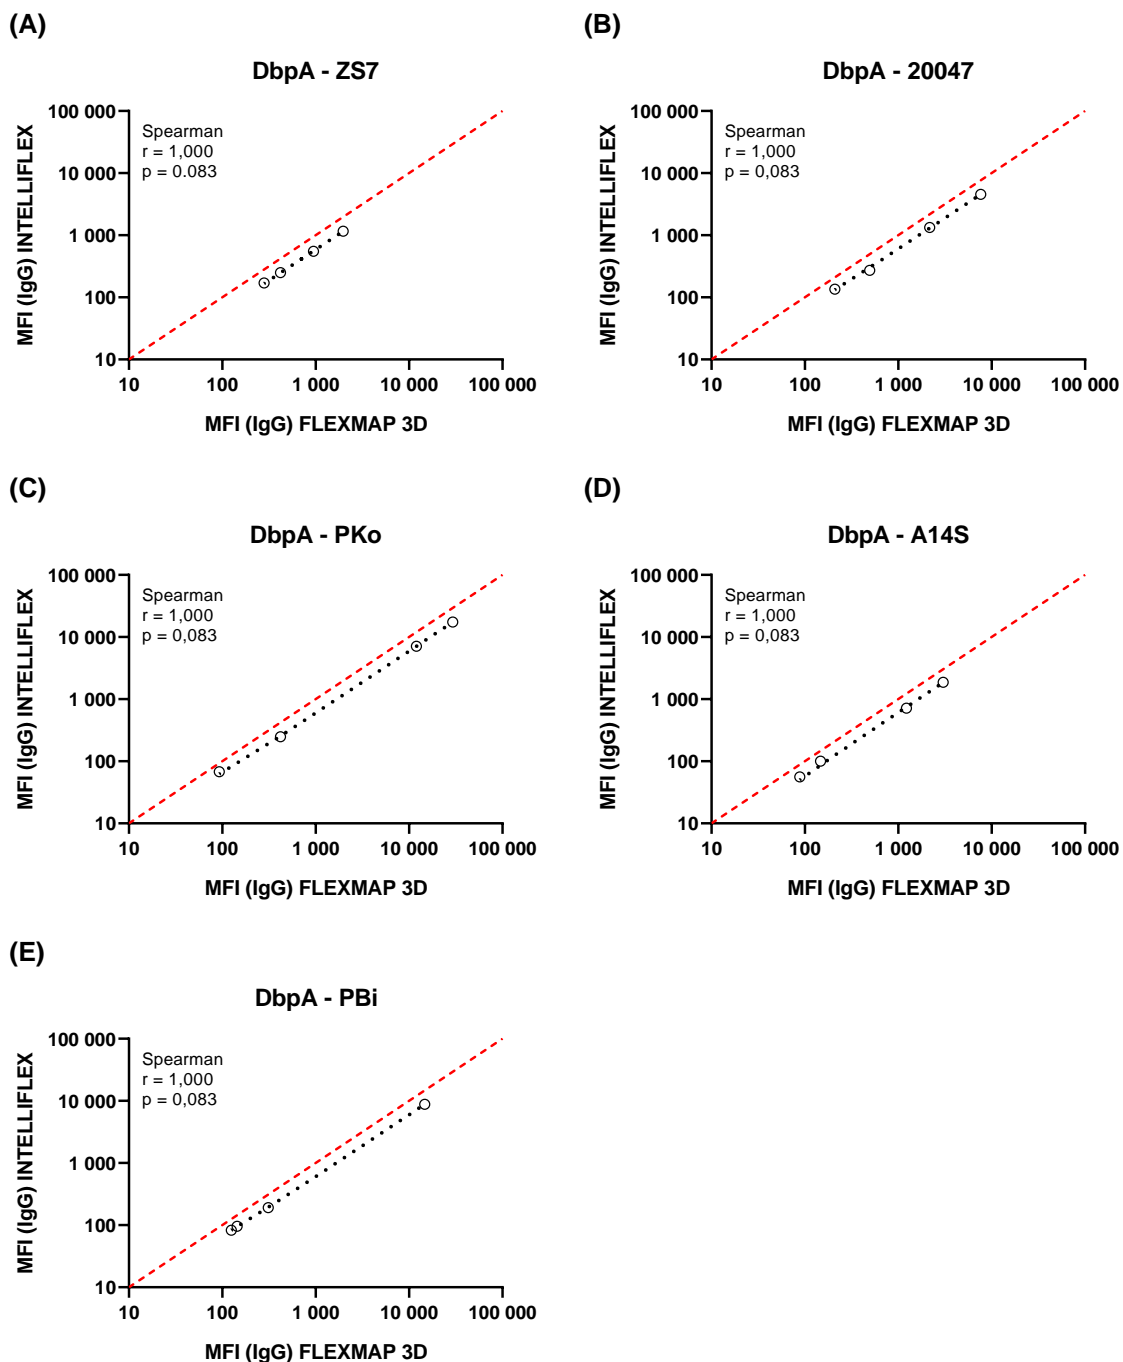 (A)
DbpA - ZS7
MFI (IgG) INTELLIFLEX
100 000
10 000
1 000
100
10
Spearman
r = 1,000
p = 0.083
10 100 1 000 10 000 100 000
MFI (IgG) FLEXMAP 3D
(B)
DbpA - 20047
MFI (IgG) INTELLIFLEX
100 000
10 000
1 000
100
10
Spearman
r = 1,000
p = 0,083
10 100 1 000 10 000 100 000
MFI (IgG) FLEXMAP 3D
(C)
DbpA - PKo
MFI (IgG) INTELLIFLEX
100 000
10 000
1 000
100
10
Spearman
r = 1,000
p = 0,083
10 100 1 000 10 000 100 000
MFI (IgG) FLEXMAP 3D
(D)
DbpA - A14S
MFI (IgG) INTELLIFLEX
100 000
10 000
1 000
100
10
Spearman
r = 1,000
p = 0,083
10 100 1 000 10 000 100 000
MFI (IgG) FLEXMAP 3D
(E)
DbpA - PBi
MFI (IgG) INTELLIFLEX
100 000
10 000
1 000
100
10
Spearman
r = 1,000
p = 0,083
10 100 1 000 10 000 100 000
MFI (IgG) FLEXMAP 3D